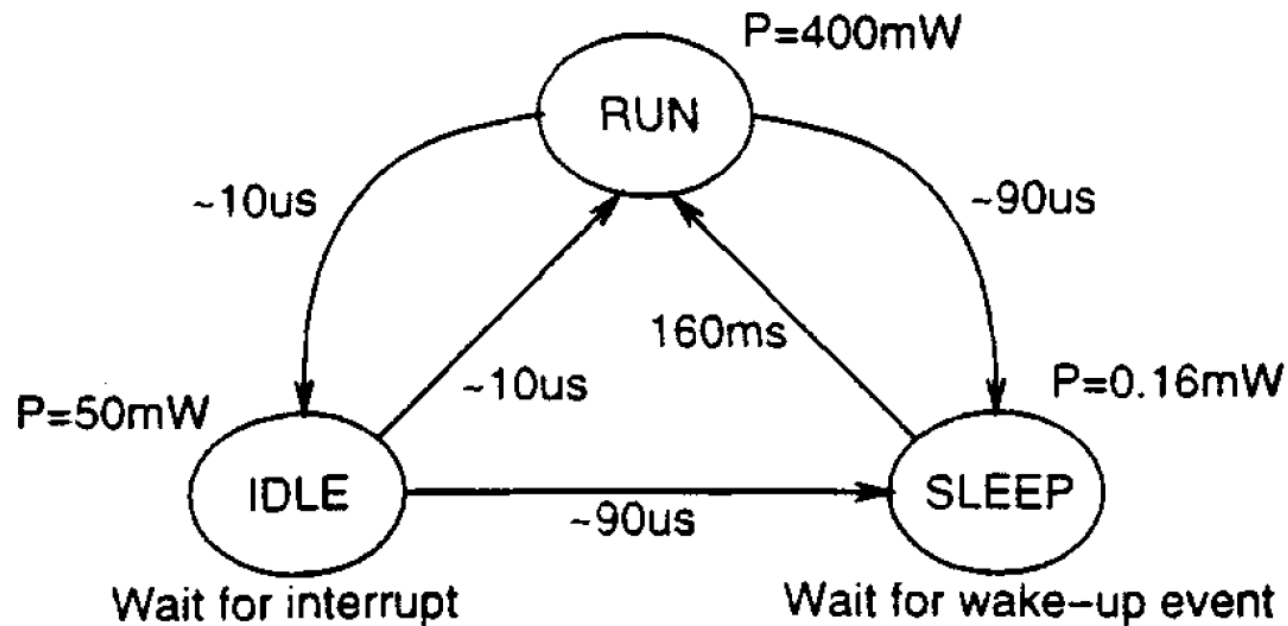 P=400mW
RUN
~10us
~90us
160ms
~10us
P=0.16mW
P=50mW
IDLE
SLEEP
~90us
Wait for interrupt
Wait for wake-up event